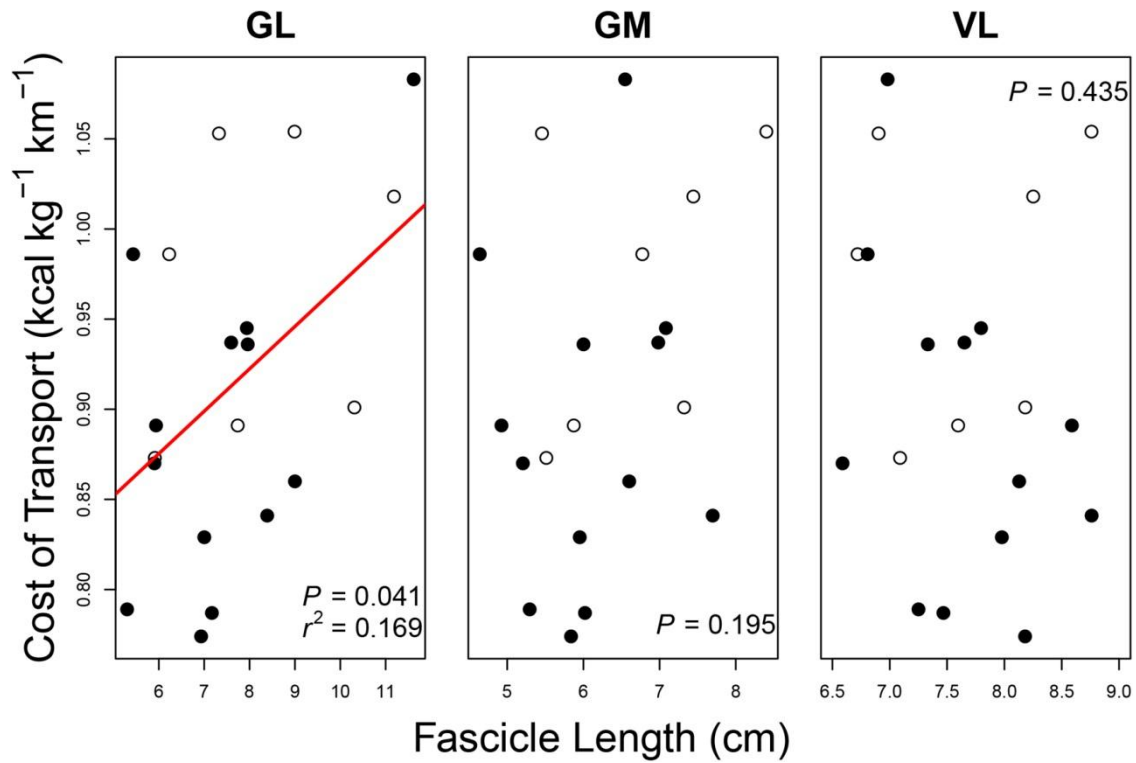 GL GM VL
Cost of Transport (kcal kg⁻¹ km⁻¹)
0.80 0.85 0.90 0.95 1.00 1.05
P = 0.041
r² = 0.169
P = 0.195
P = 0.435
6 7 8 9 10 11
5 6 7 8
6.5 7.0 7.5 8.0 8.5 9.0
Fascicle Length (cm)